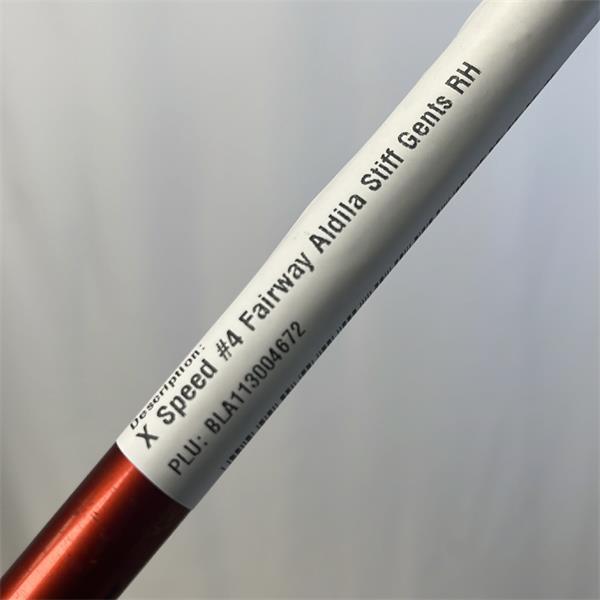 Description:
X Speed #4 Fairway Aldila Stiff Gents RH
PLU: BLA113004672